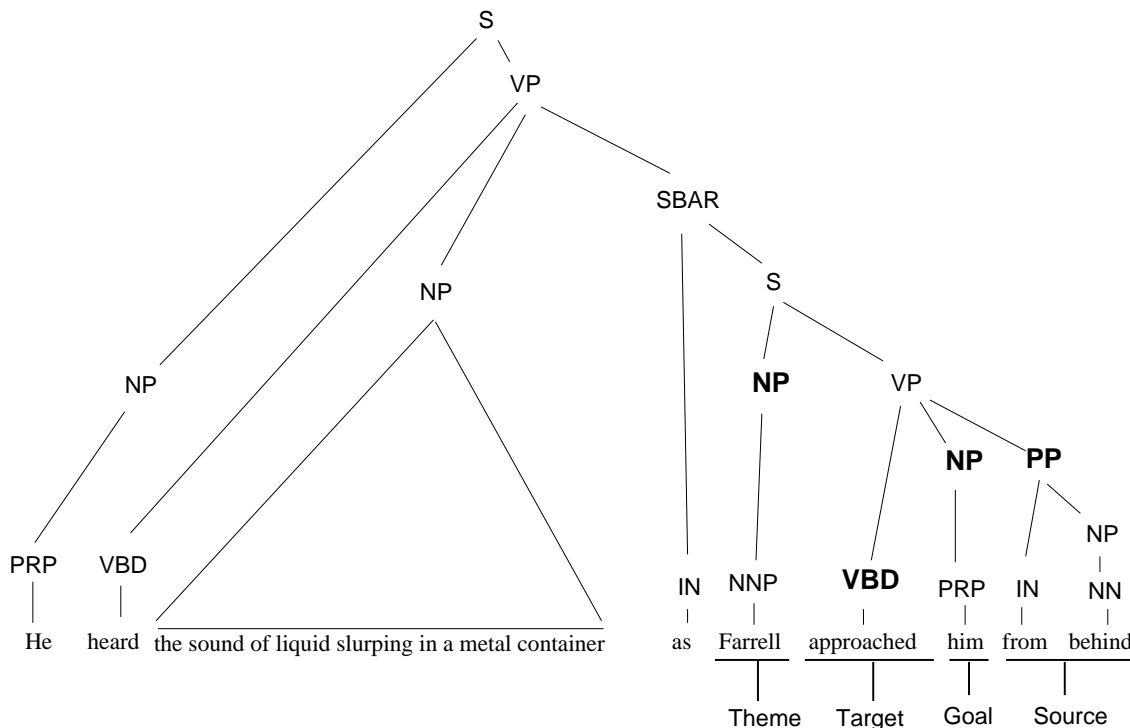 S
VP
SBAR
S
NP
NP NP VP
NP PP
NP
PRP VBD IN NNP VBD PRP IN NN
He heard the sound of liquid slurping in a metal container as Farrell approached him from behind
Theme Target Goal Source